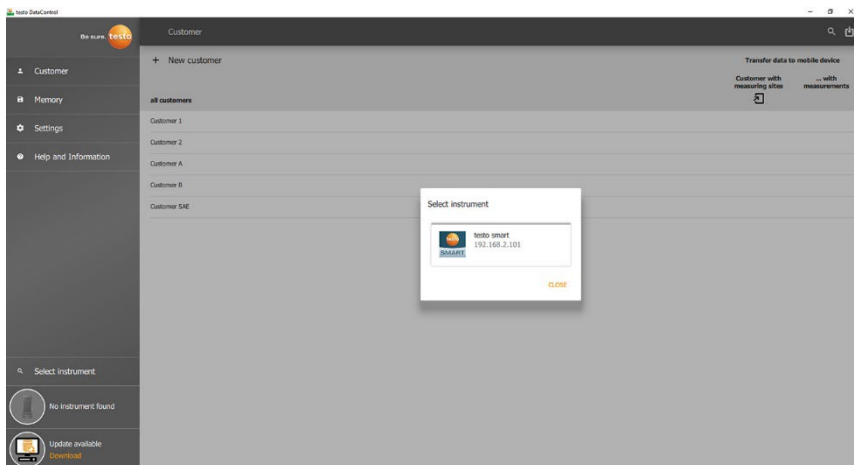 testo DataControl
Be sure. testo
Customer
Customer
Memory
Settings
Help and Information
+ New customer
Transfer data to mobile device
Customer with
measuring sites
... with
measurements
all customers
Customer 1
Customer 2
Customer A
Customer B
Customer SAE
Select instrument
testo
SMART
testo smart
192.168.2.101
CLOSE
Select instrument
No instrument found
Update available
Download